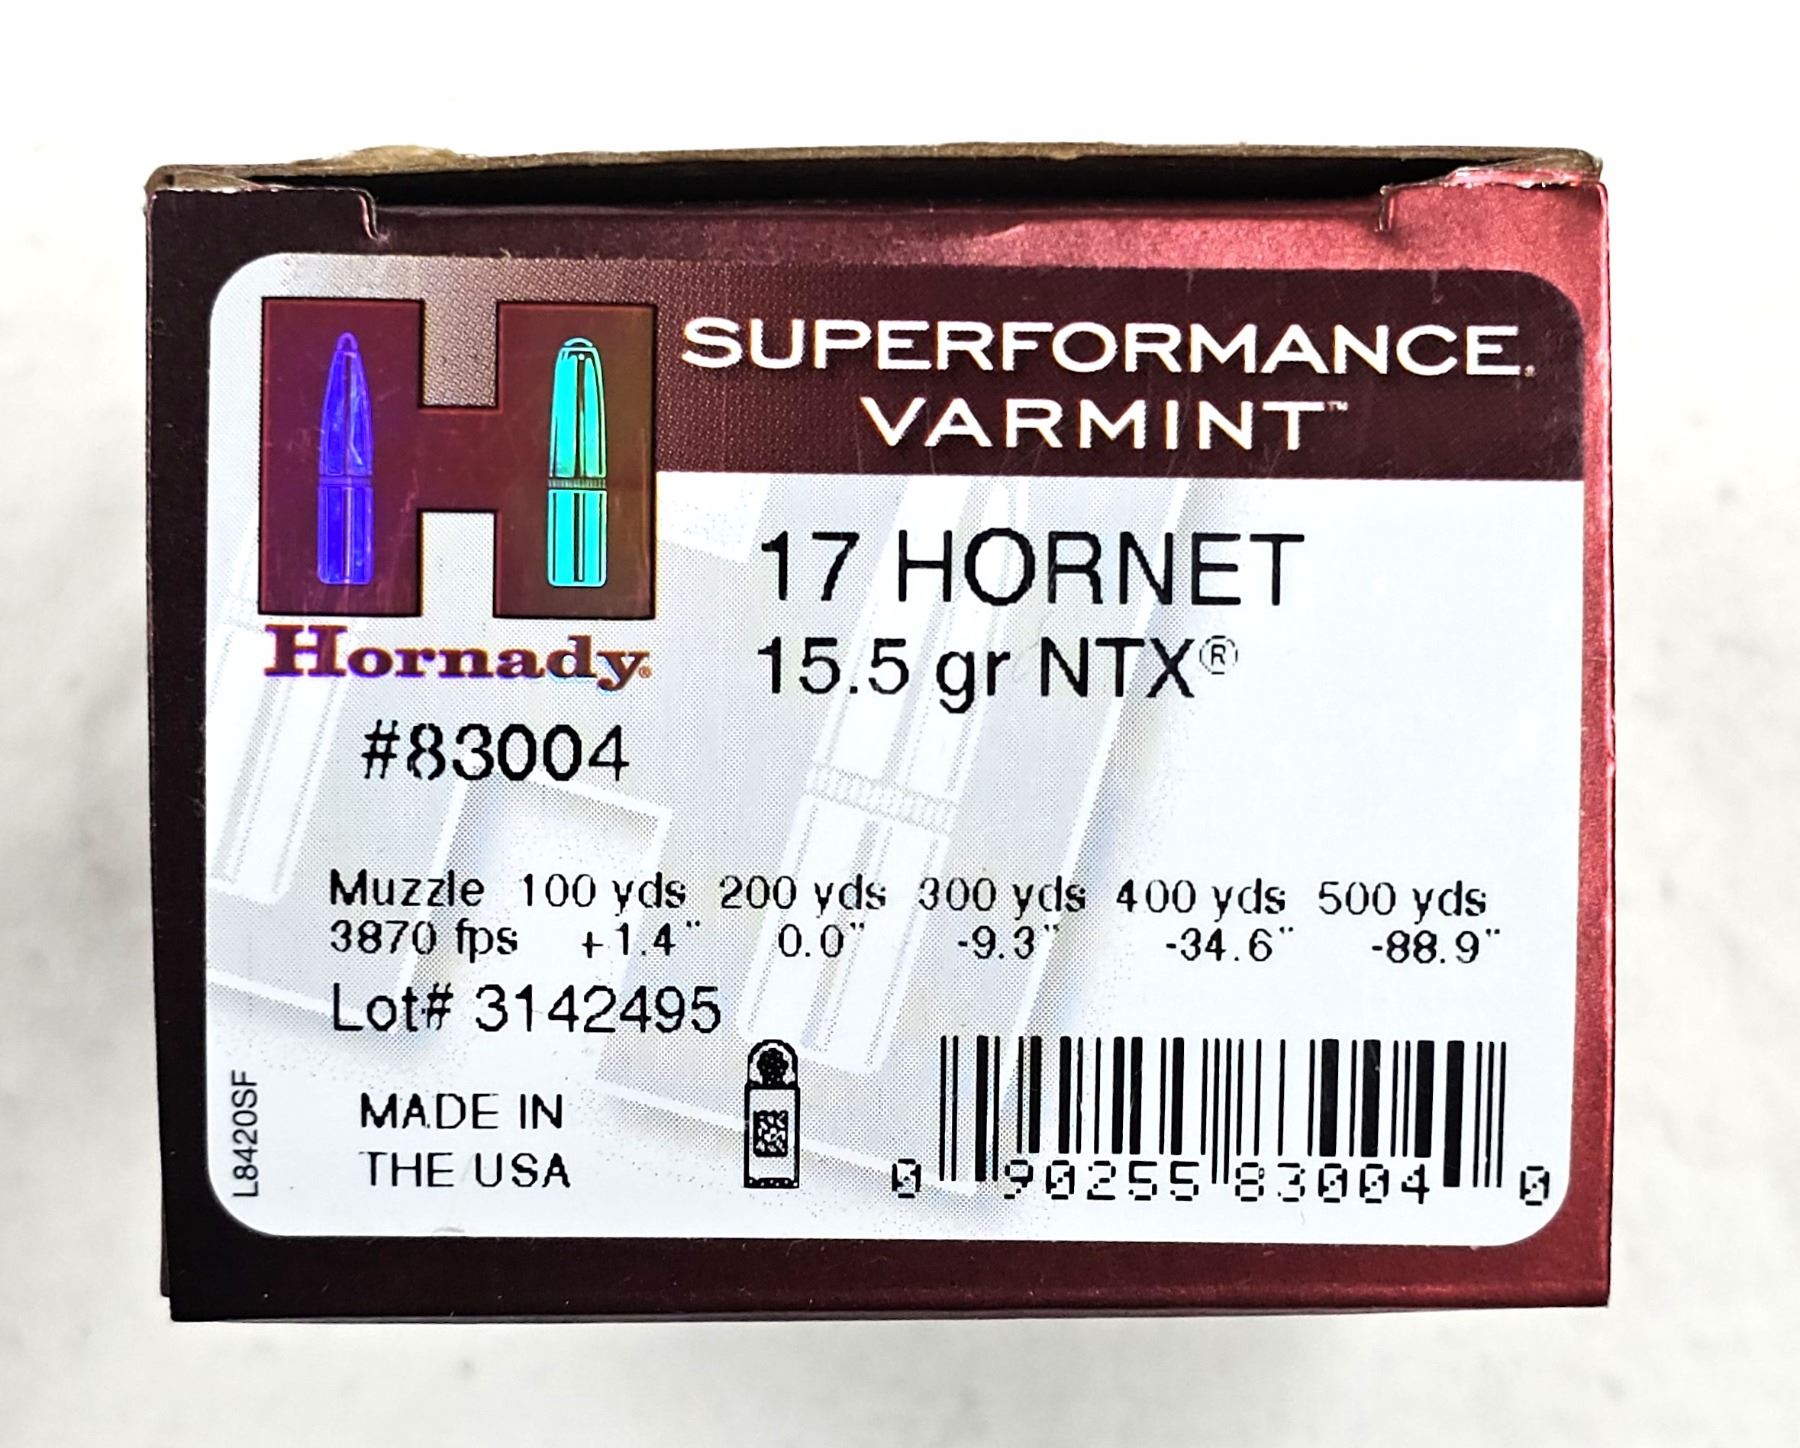 SUPERFORMANCE®
VARMINT™
Hornady®
17 HORNET
15.5 gr NTX®
#83004
Muzzle 100 yds 200 yds 300 yds 400 yds 500 yds
3870 fps +1.4" 0.0" -9.3" -34.6" -88.9"
Lot# 3142495
MADE IN
THE USA
L8420SF
0 90255 83004 0